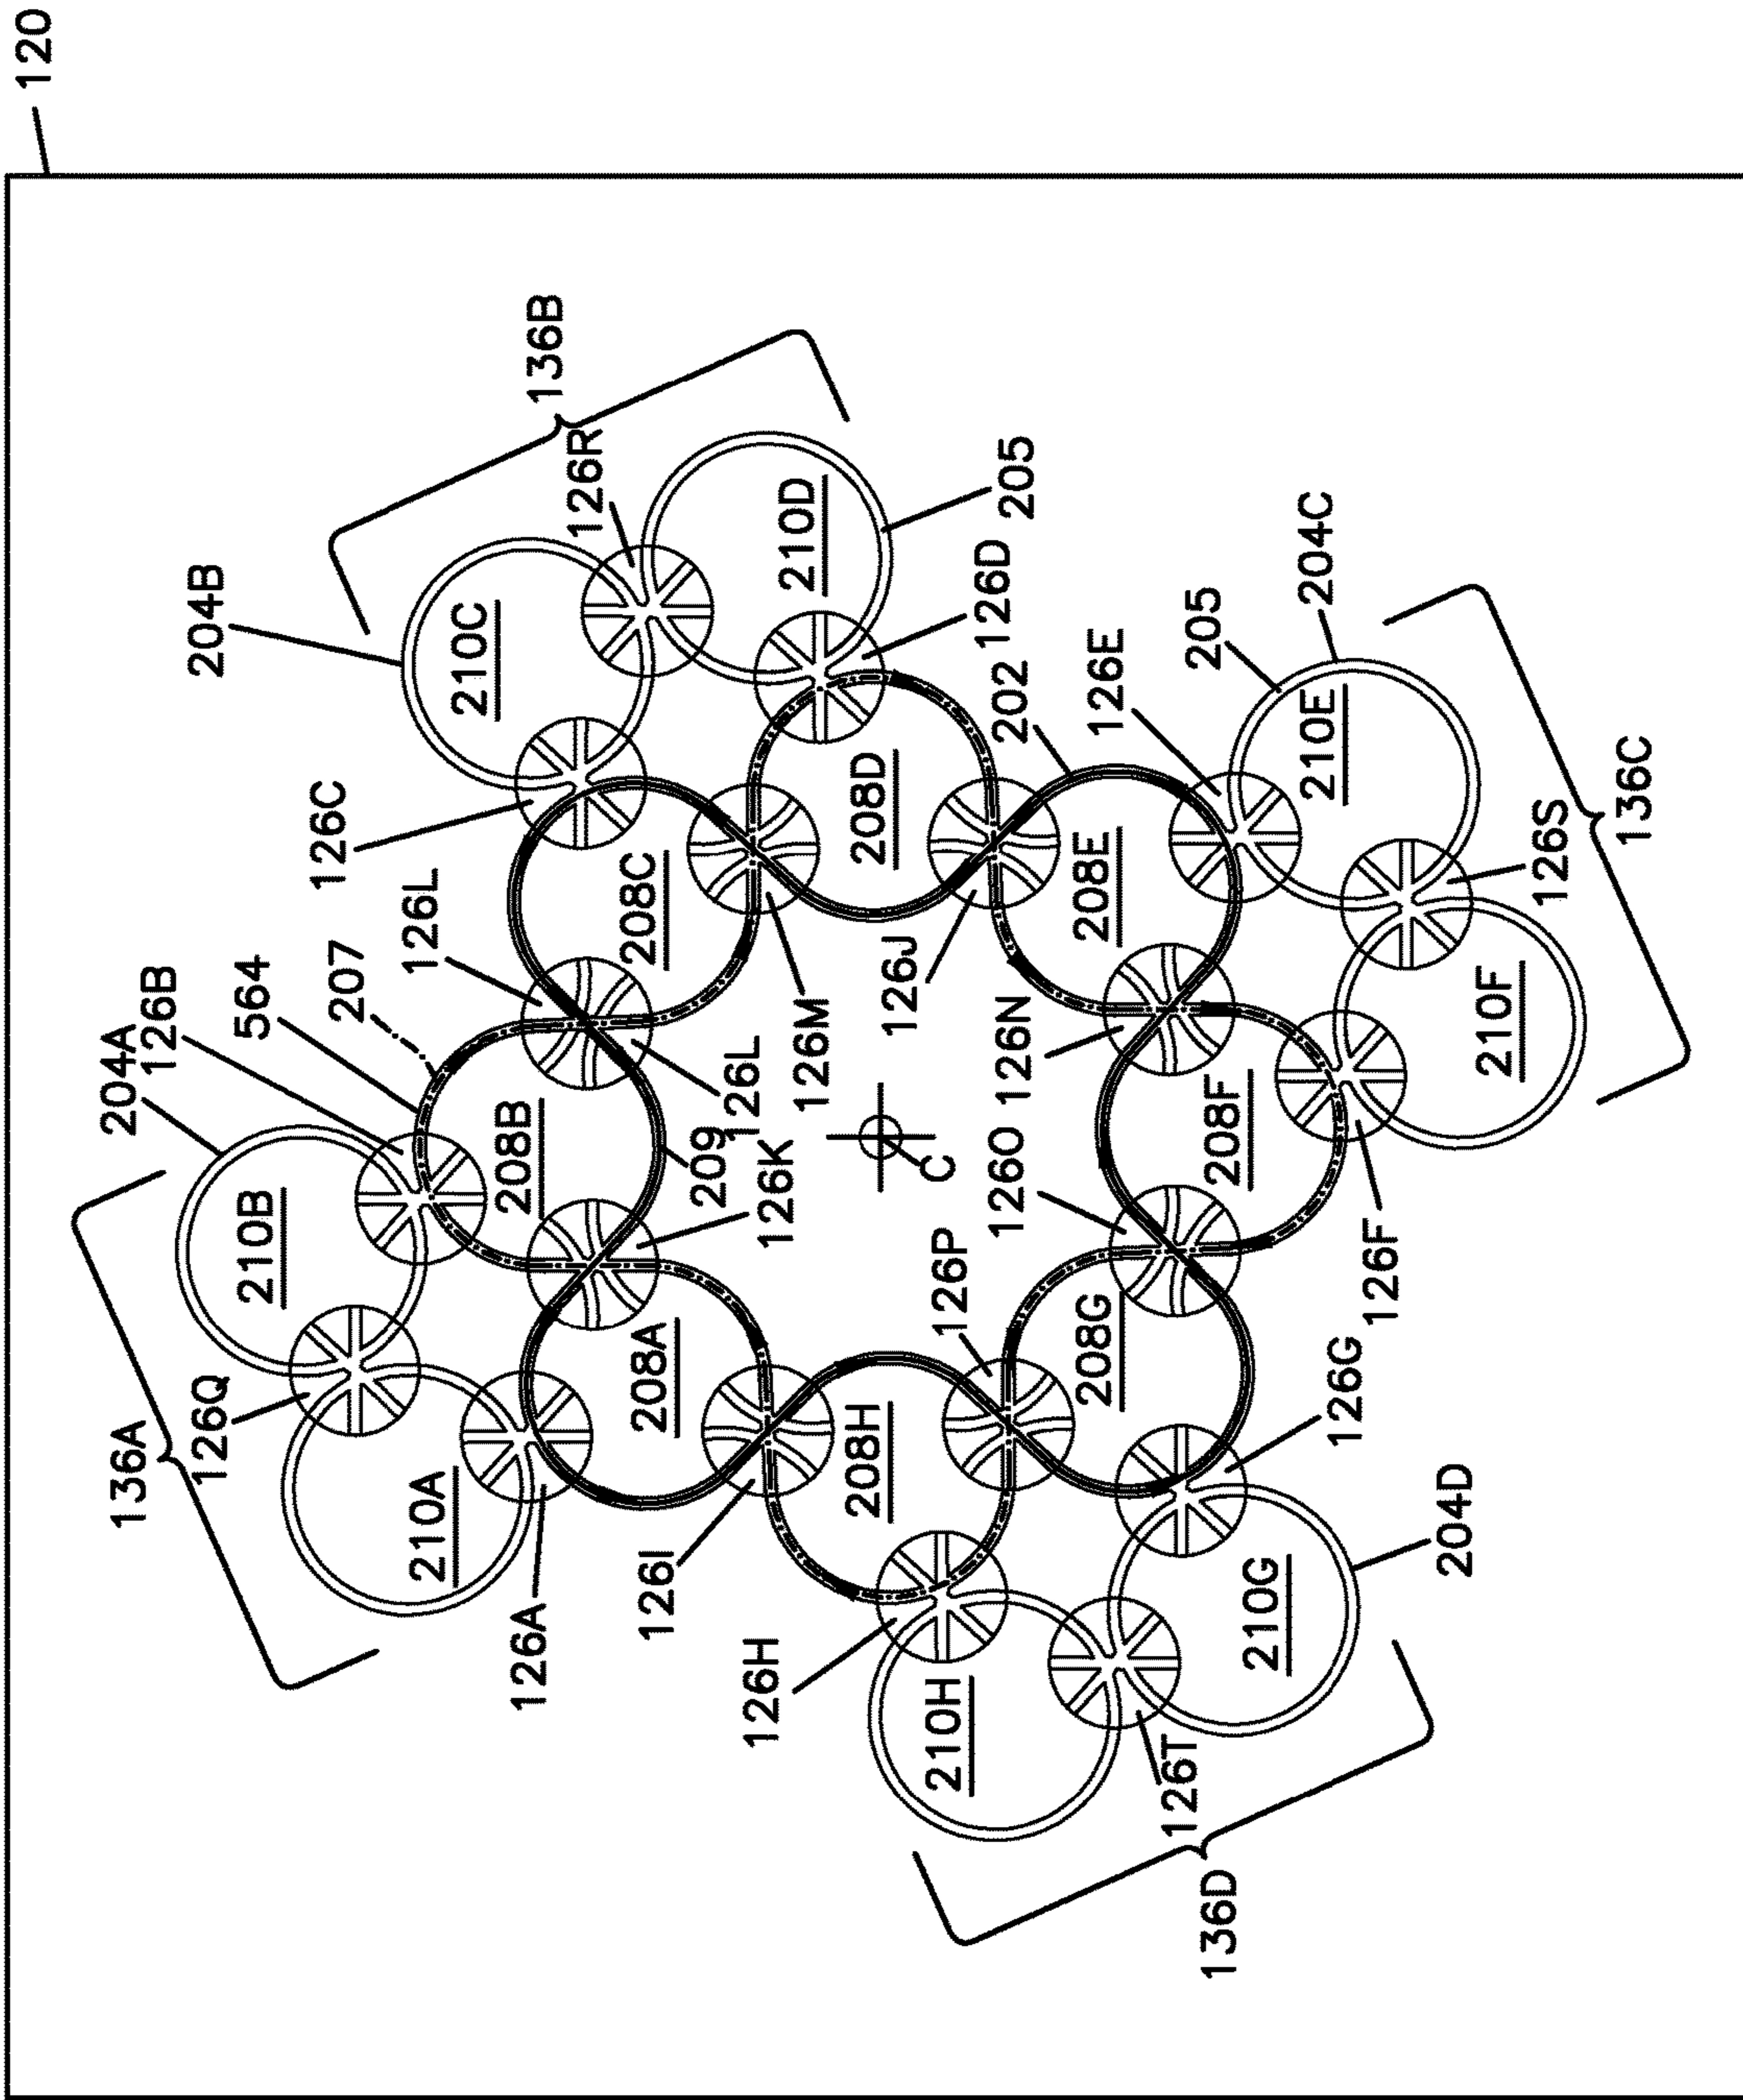 120
136B
126R
204B
210C
210D
205
126C
126D
204C
202
126E
205
210E
208D
136C
126L
208C
208E
126S
207
126M
126J
564
126B
204A
126N
210F
208B
126L
209
126K
C
208F
126O
210B
126P
126F
208A
208G
126Q
136A
126G
208H
210A
204D
126I
210G
126A
126H
210H
126T
136D